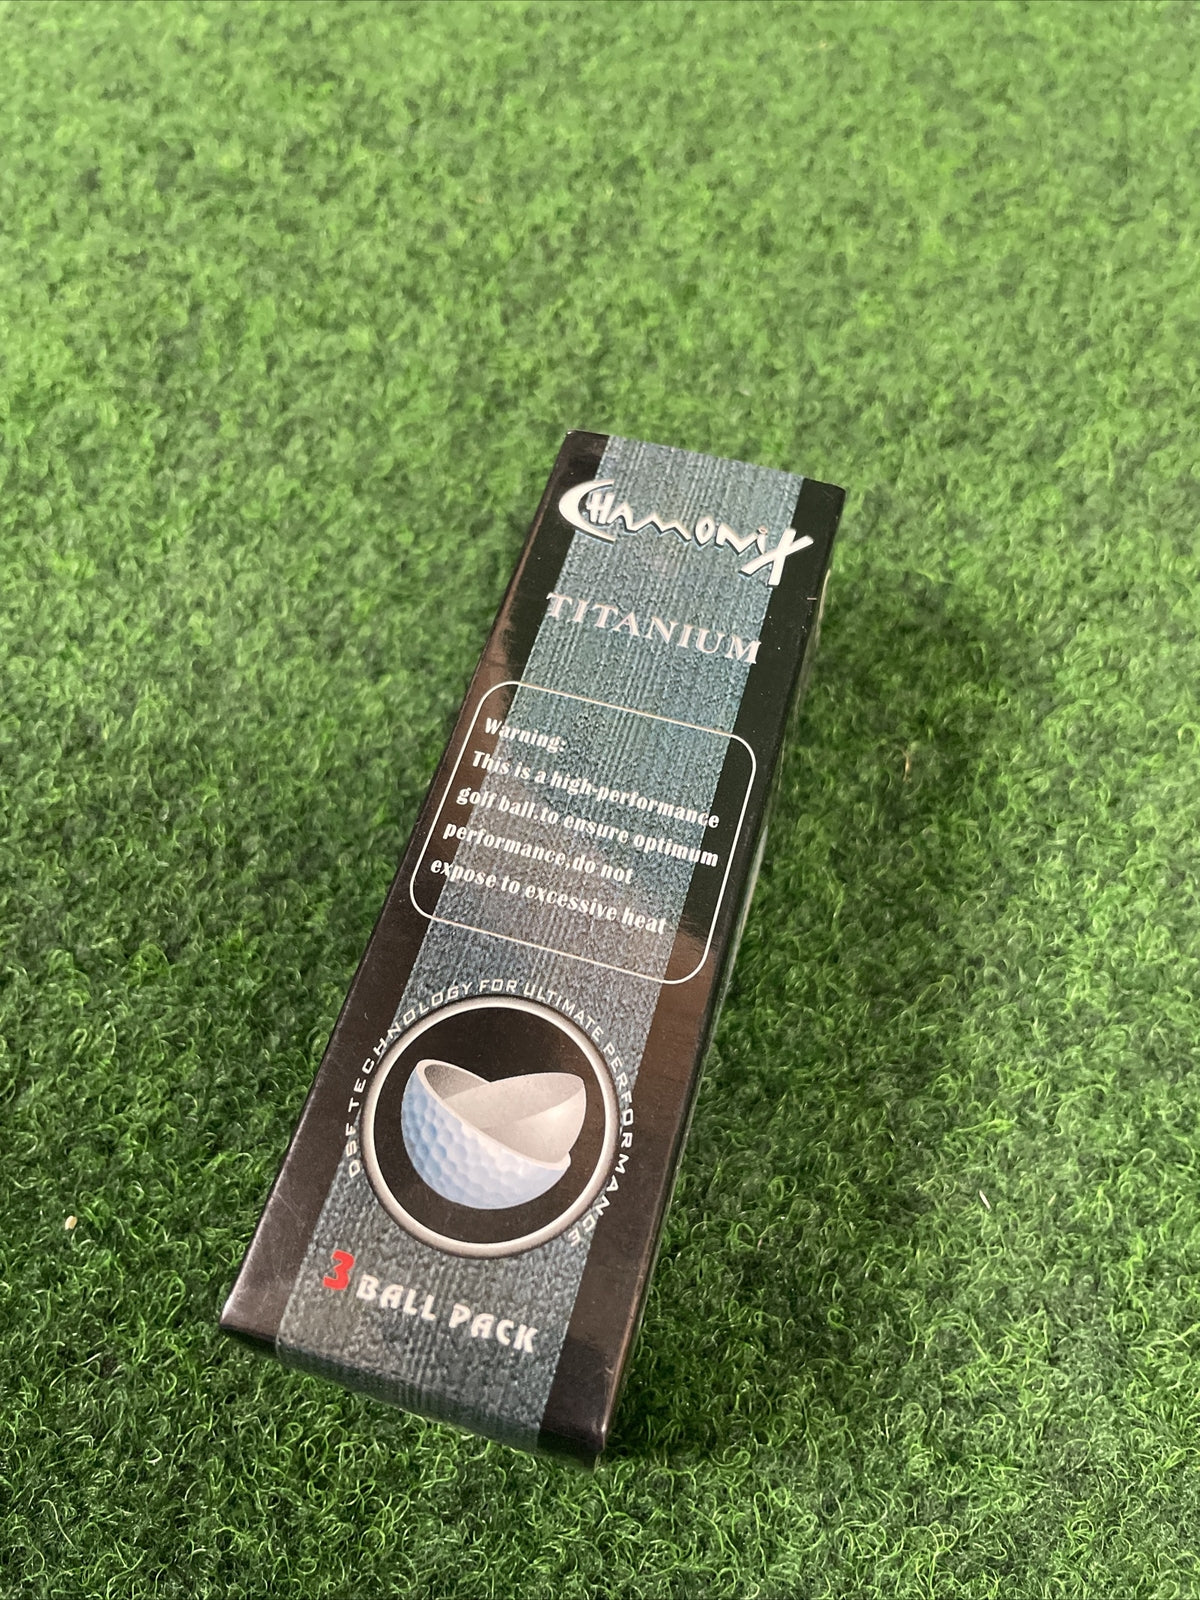 CHAMONIX
TITANIUM
Warning:
This is a high-performance
golf ball.to ensure optimum
performance,do not
expose to excessive heat
DSF TECHNOLOGY FOR ULTIMATE PERFORMANCE
3 BALL PACK